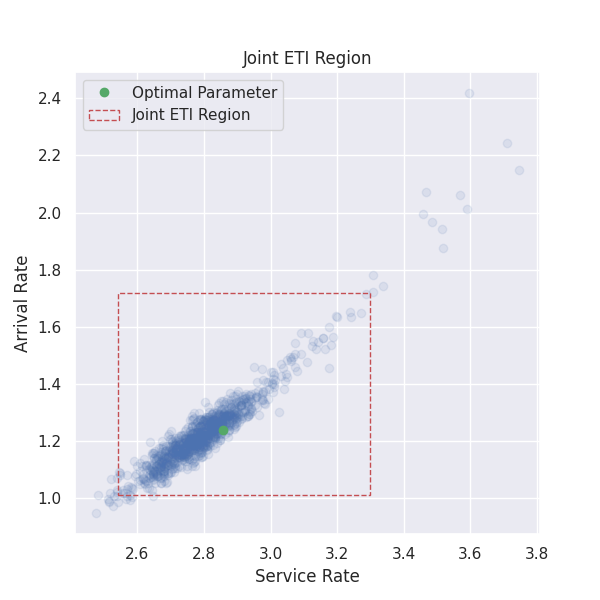 Joint ETI Region
Optimal Parameter
Joint ETI Region
2.4
2.2
2.0
1.8
1.6
1.4
1.2
1.0
Arrival Rate
2.6 2.8 3.0 3.2 3.4 3.6 3.8
Service Rate